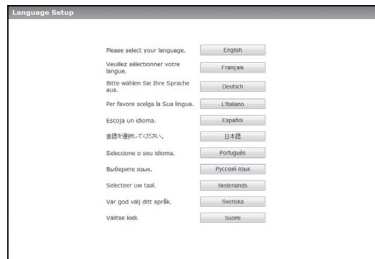 Language Setup
Please select your language.
English
Veuillez sélectionner votre
langue.
Français
Bitte wählen Sie Ihre Sprache
aus.
Deutsch
Per favore scelga la Sua lingua.
L'italiano
Escoja un idioma.
Español
言語を選択してください。
日本語
Seleccione o seu idioma.
Português
Выберите язык.
Русский язык
Selecteer uw taal.
Nederlands
Var god välj ditt språk.
Svenska
Valitse kieli.
Suomi